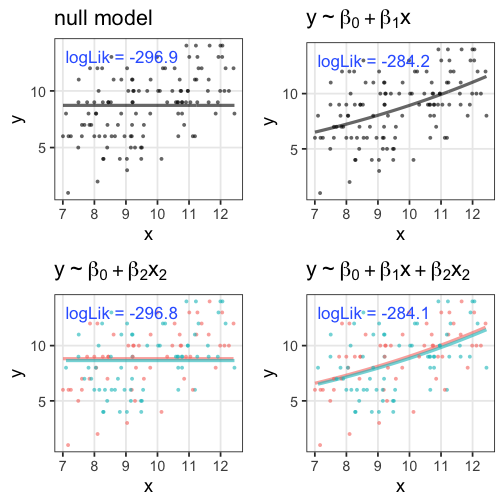 null model
logLik = -296.9
y
10
5
7 8 9 10 11 12
x
y ~ β₀ + β₁x
logLik = -284.2
y
10
5
7 8 9 10 11 12
x
y ~ β₀ + β₂x₂
logLik = -296.8
y
10
5
7 8 9 10 11 12
x
y ~ β₀ + β₁x + β₂x₂
logLik = -284.1
y
10
5
7 8 9 10 11 12
x